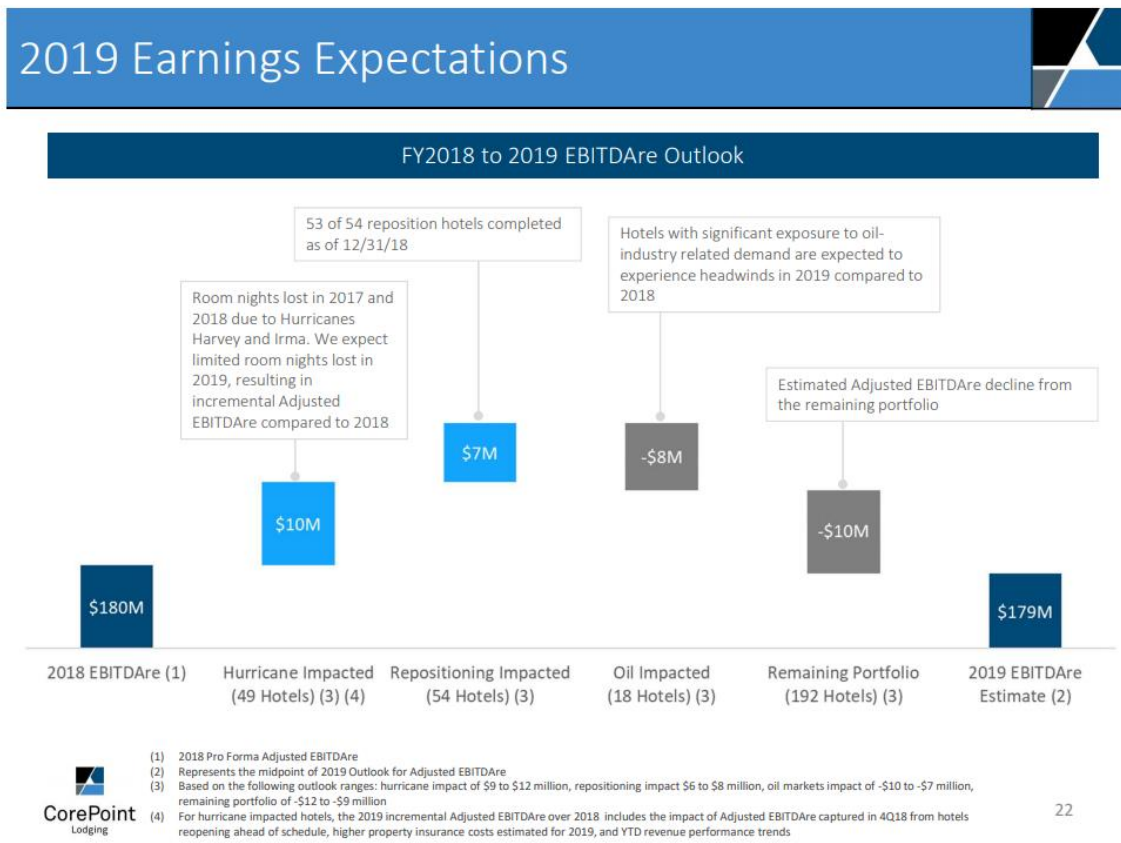 2019 Earnings Expectations
FY2018 to 2019 EBITDAre Outlook
53 of 54 reposition hotels completed
as of 12/31/18
Hotels with significant exposure to oil-
industry related demand are expected to
experience headwinds in 2019 compared to
2018
Room nights lost in 2017 and
2018 due to Hurricanes
Harvey and Irma. We expect
limited room nights lost in
2019, resulting in
incremental Adjusted
EBITDAre compared to 2018
Estimated Adjusted EBITDAre decline from
the remaining portfolio
$7M
-$8M
$10M
-$10M
$180M
$179M
2018 EBITDAre (1)
Hurricane Impacted
(49 Hotels) (3) (4)
Repositioning Impacted
(54 Hotels) (3)
Oil Impacted
(18 Hotels) (3)
Remaining Portfolio
(192 Hotels) (3)
2019 EBITDAre
Estimate (2)
(1) 2018 Pro Forma Adjusted EBITDAre
(2) Represents the midpoint of 2019 Outlook for Adjusted EBITDAre
(3) Based on the following outlook ranges: hurricane impact of $9 to $12 million, repositioning impact $6 to $8 million, oil markets impact of -$10 to -$7 million,
remaining portfolio of -$12 to -$9 million
(4) For hurricane impacted hotels, the 2019 incremental Adjusted EBITDAre over 2018 includes the impact of Adjusted EBITDAre captured in 4Q18 from hotels
reopening ahead of schedule, higher property insurance costs estimated for 2019, and YTD revenue performance trends
CorePoint
Lodging
22